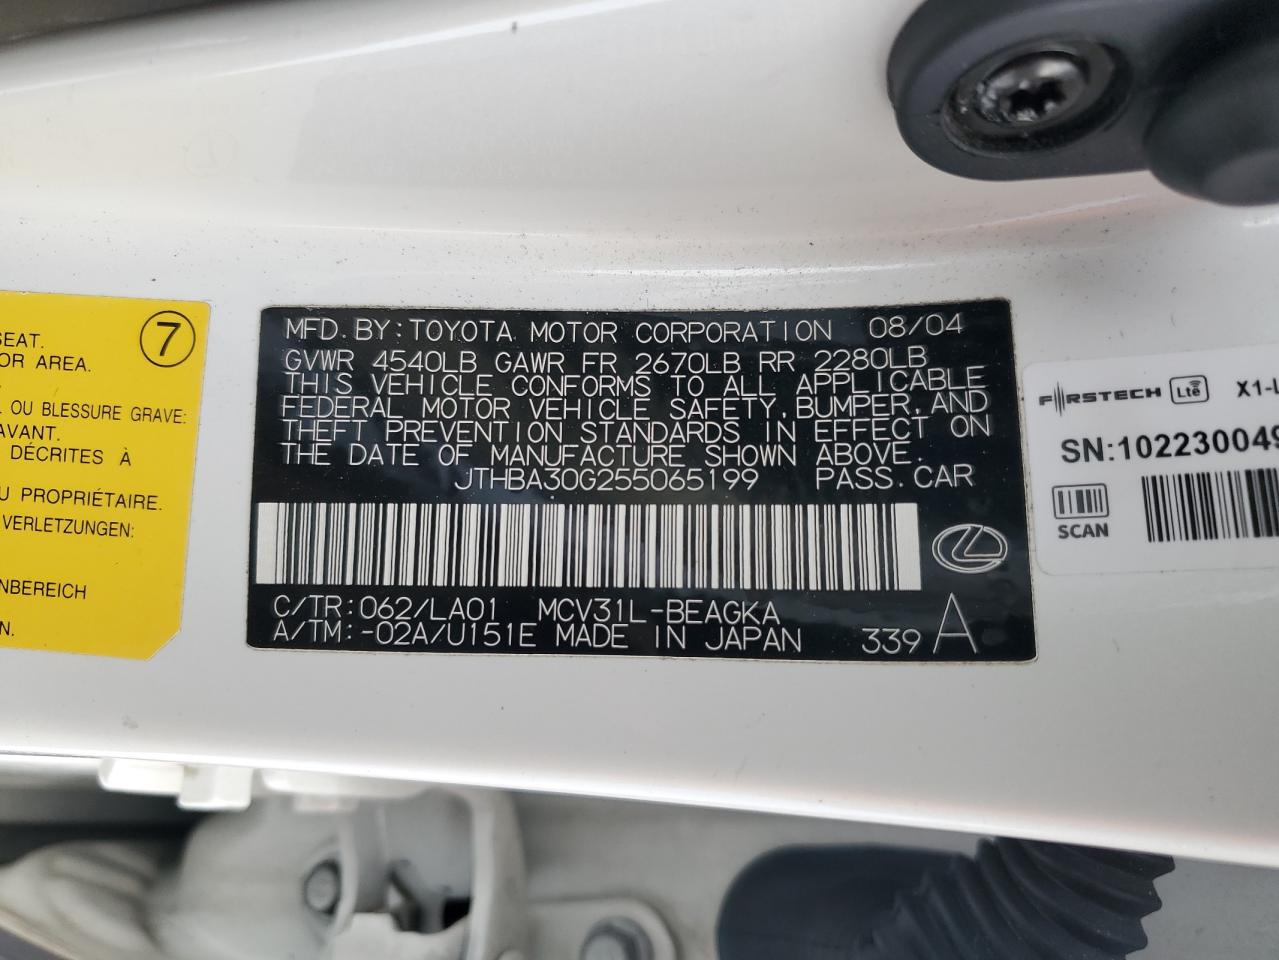 7
SEAT.
OR AREA.
OU BLESSURE GRAVE:
AVANT.
DÉCRITES À
PROPRIÉTAIRE.
VERLETZUNGEN:
NBEREICH
MFD. BY: TOYOTA MOTOR CORPORATION 08/04
GVWR 4540LB GAWR FR 2670LB RR 2280LB
THIS VEHICLE CONFORMS TO ALL APPLICABLE
FEDERAL MOTOR VEHICLE SAFETY, BUMPER, AND
THEFT PREVENTION STANDARDS IN EFFECT ON
THE DATE OF MANUFACTURE SHOWN ABOVE.
JTHBA30G255065199 PASS. CAR
C/TR: 062/LA01 MCV31L-BEAGKA
A/TM: -02A/U151E MADE IN JAPAN 339 A
FIRSTECH LTE X1-L
SN:102230049
SCAN